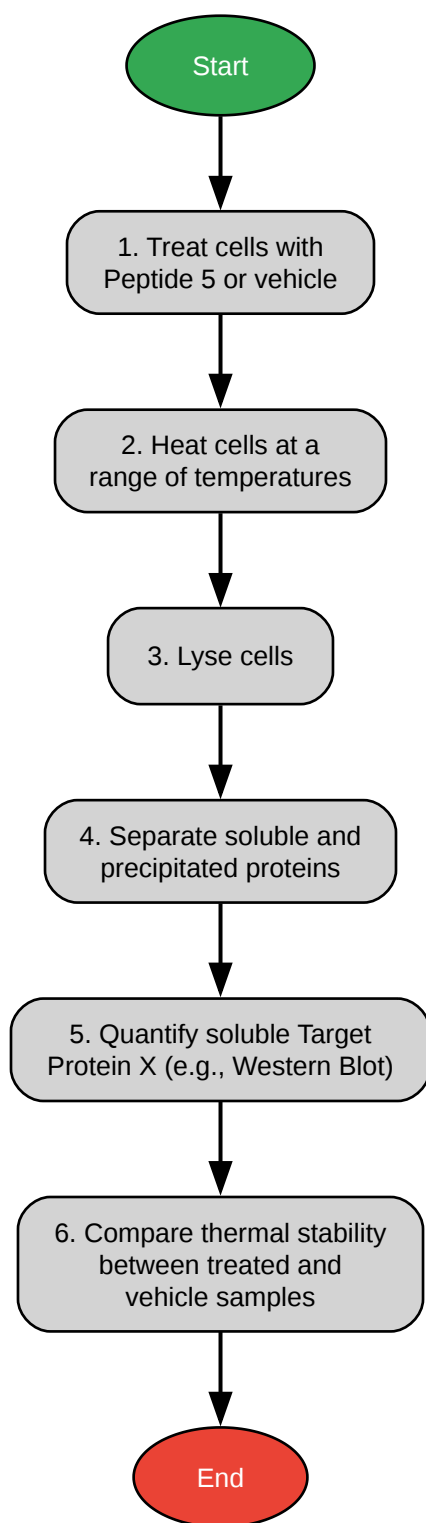 Start
1. Treat cells with
Peptide 5 or vehicle
2. Heat cells at a
range of temperatures
3. Lyse cells
4. Separate soluble and
precipitated proteins
5. Quantify soluble Target
Protein X (e.g., Western Blot)
6. Compare thermal stability
between treated and
vehicle samples
End